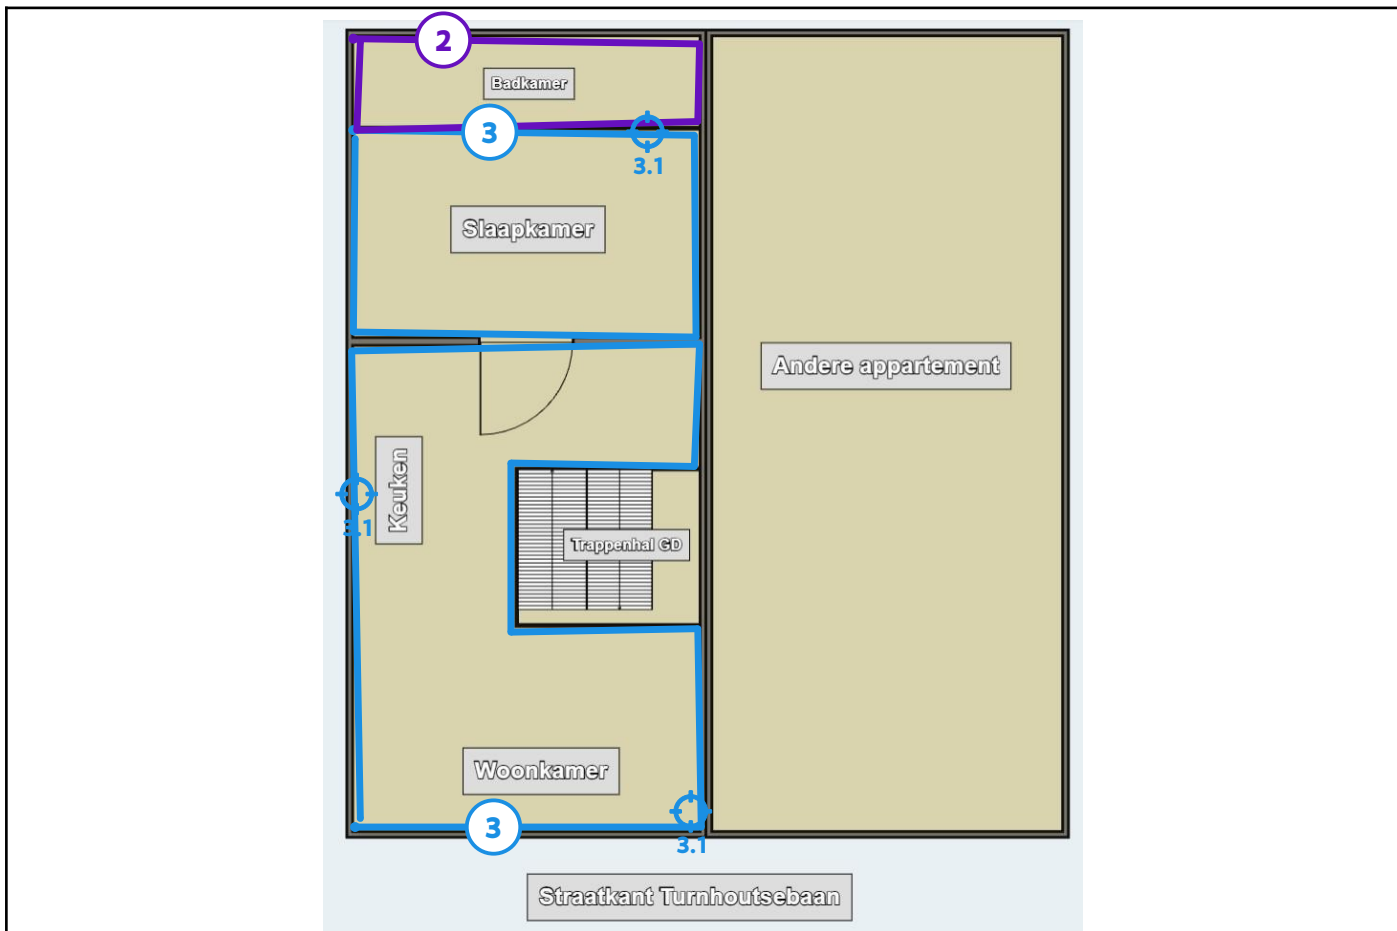 2
Badkamer
3
3.1
Slaapkamer
Andere appartement
Keuken
3.1
Trappenhal GD
Woonkamer
3
3.1
Straatkant Turnhoutsebaan